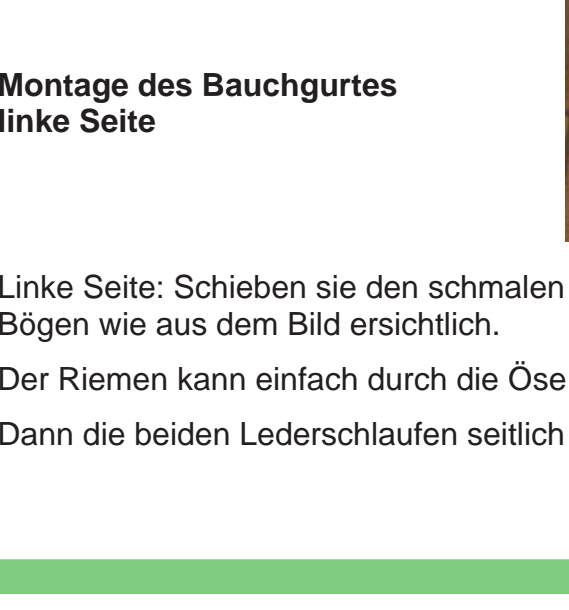 Montage des Bauchgurtes
linke Seite
Linke Seite: Schieben sie den schmalen
Bögen wie aus dem Bild ersichtlich.
Der Riemen kann einfach durch die Öse
Dann die beiden Lederschlaufen seitlich